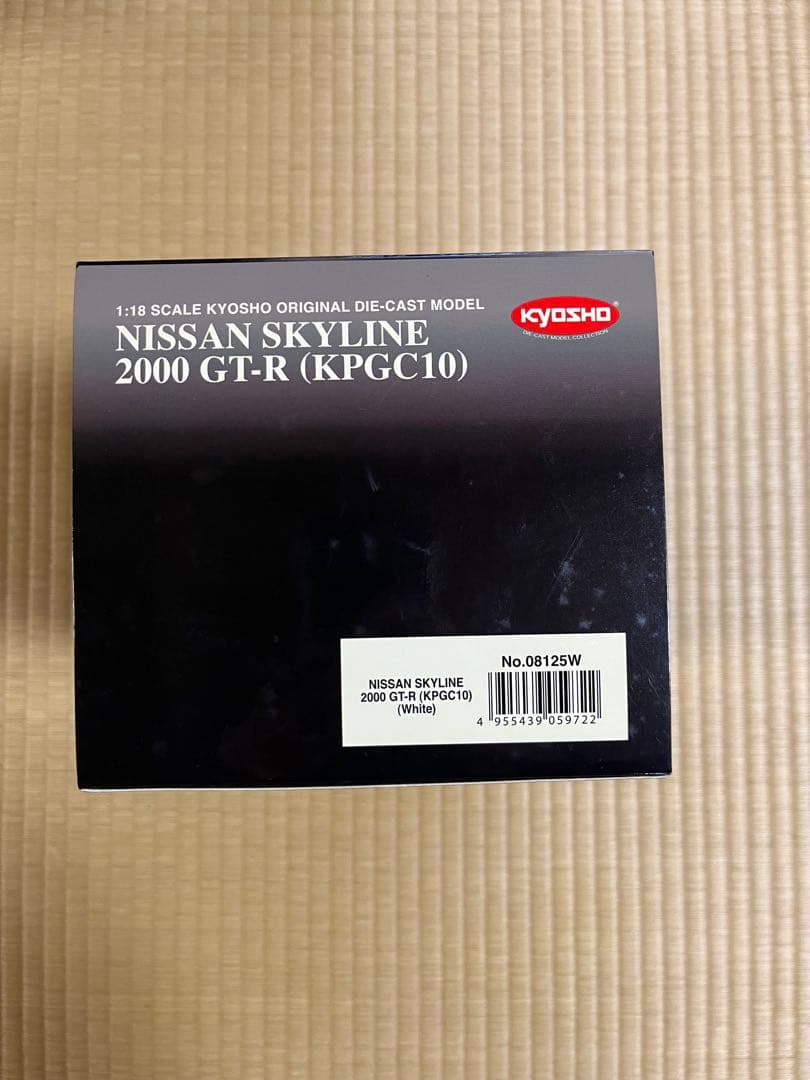 1:18 SCALE KYOSHO ORIGINAL DIE-CAST MODEL
NISSAN SKYLINE
2000 GT-R (KPGC10)
KYOSHO®
DIE-CAST MODEL COLLECTION
No.08125W
NISSAN SKYLINE
2000 GT-R (KPGC10)
(White)
4 955439 059722